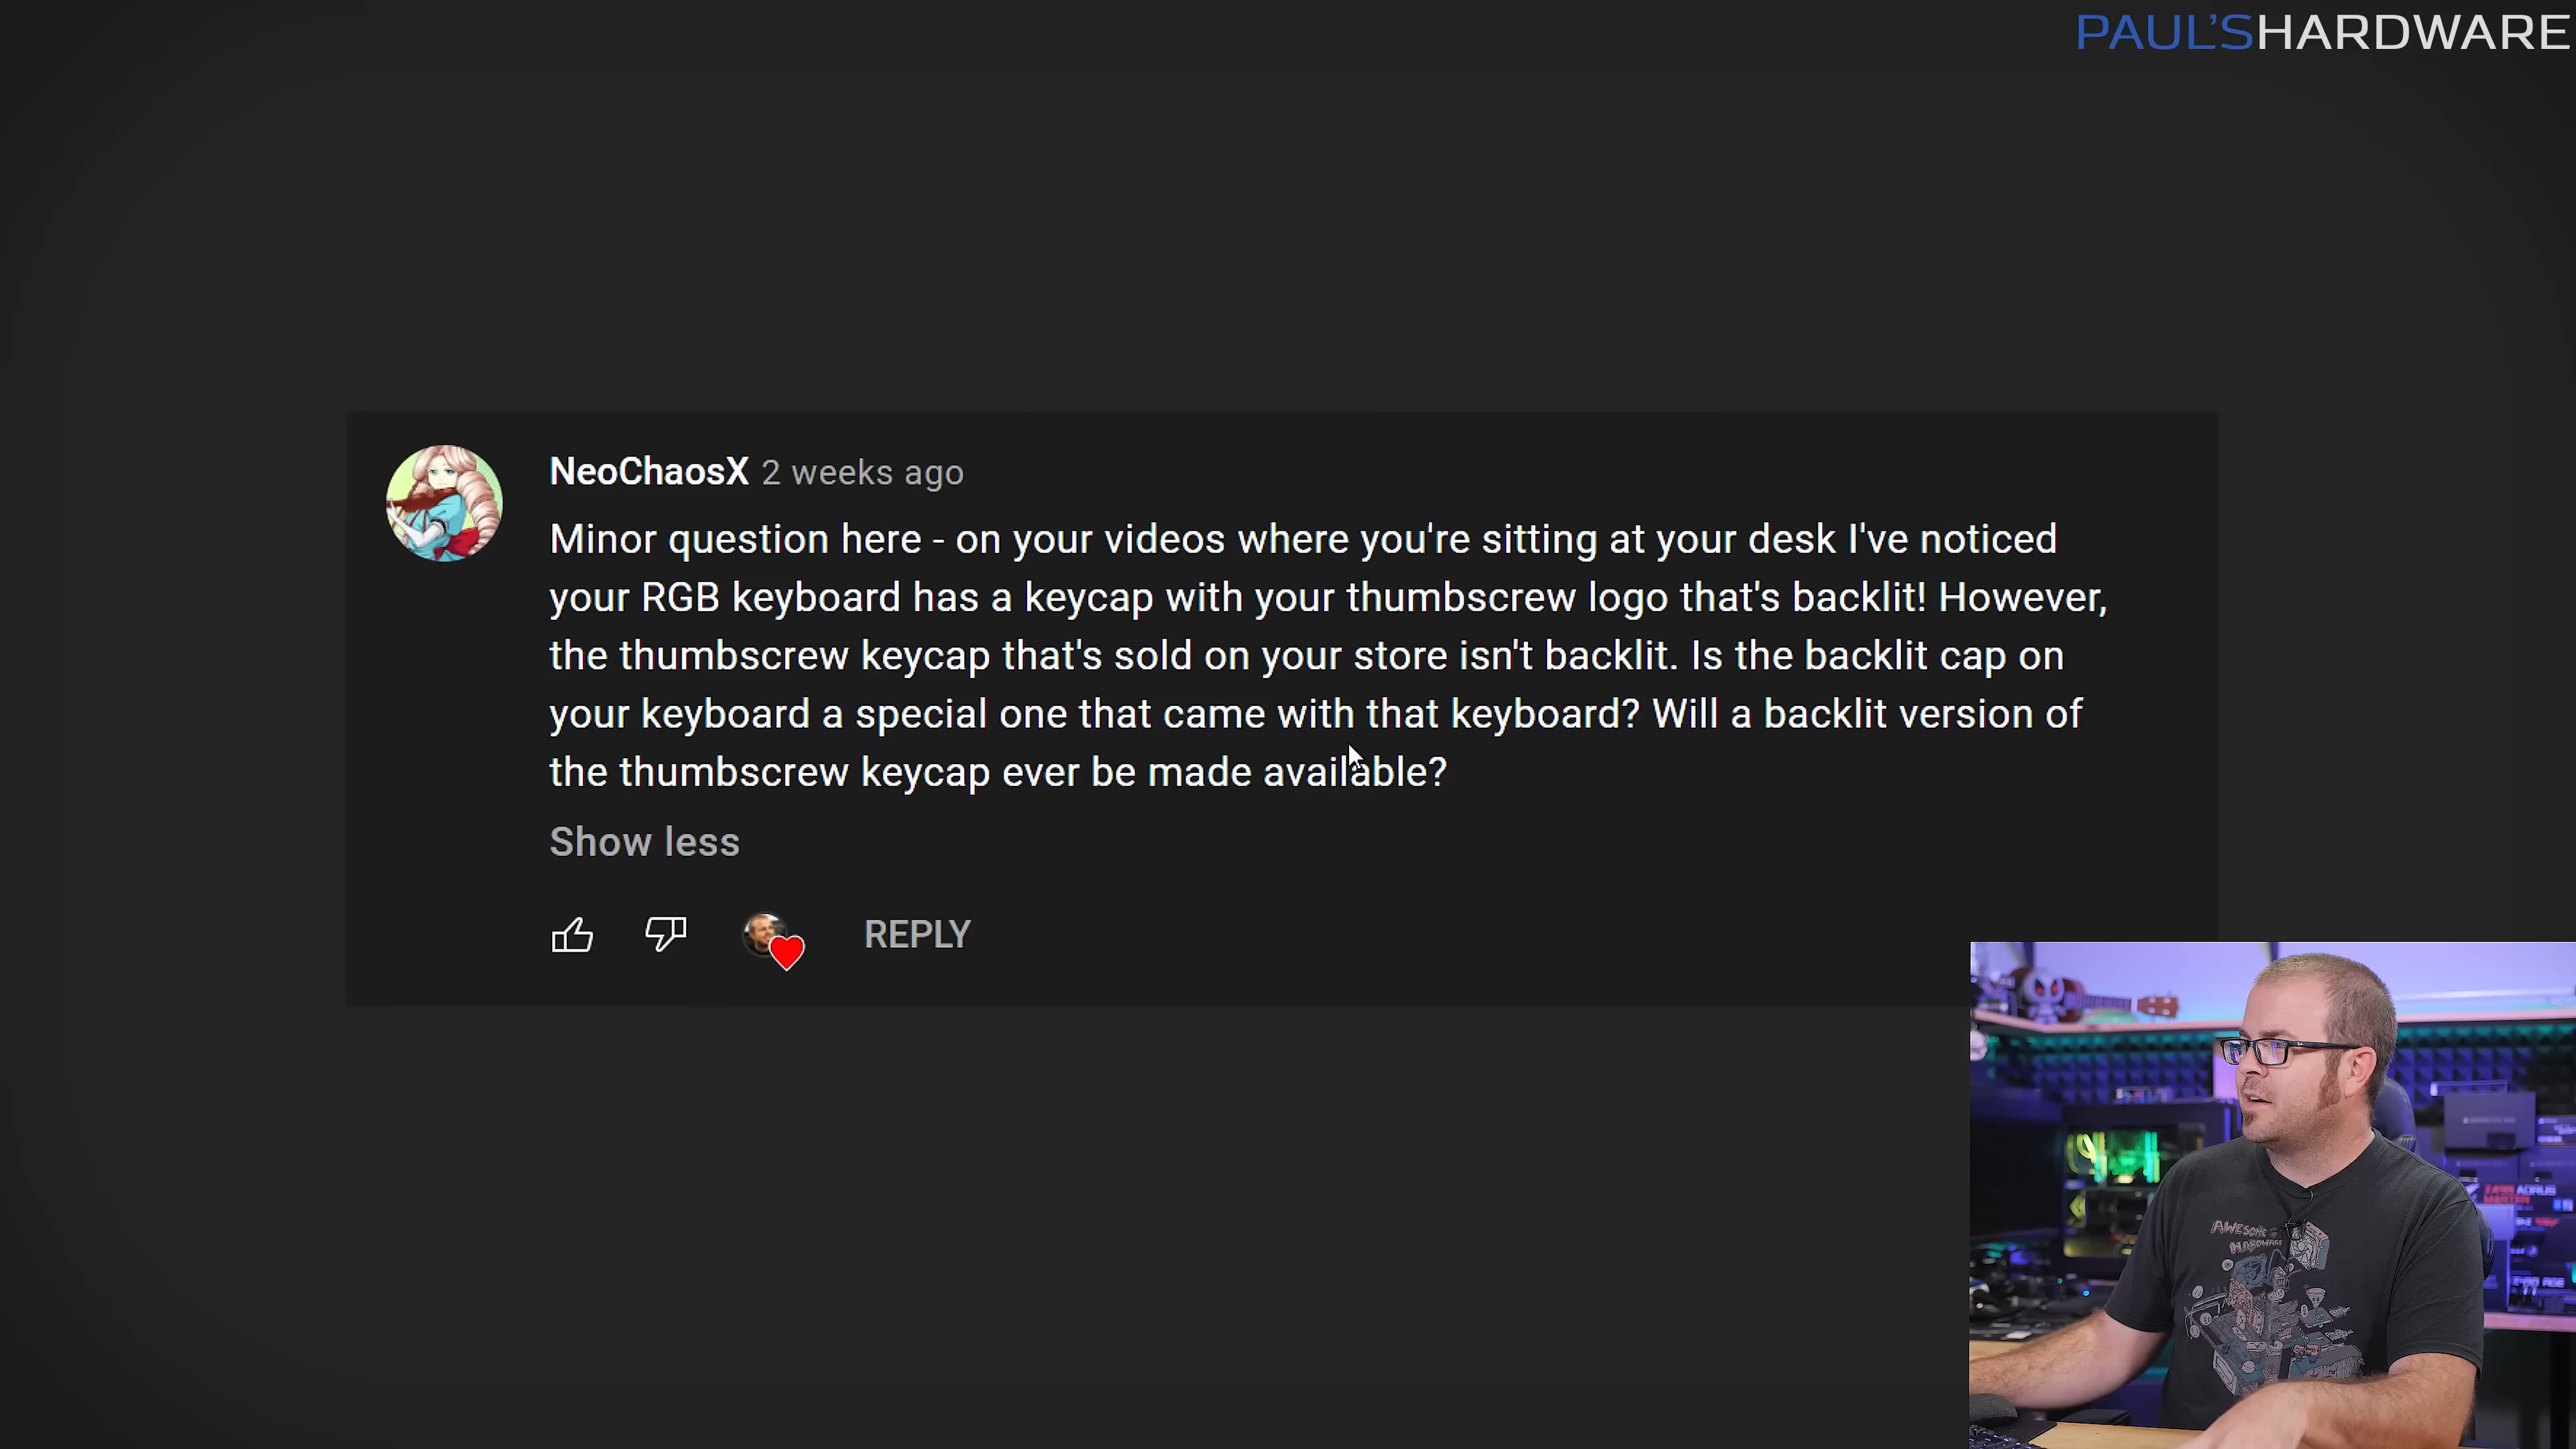 PAUL'SHARDWARE
NeoChaosX 2 weeks ago
Minor question here - on your videos where you're sitting at your desk I've noticed
your RGB keyboard has a keycap with your thumbscrew logo that's backlit! However,
the thumbscrew keycap that's sold on your store isn't backlit. Is the backlit cap on
your keyboard a special one that came with that keyboard? Will a backlit version of
the thumbscrew keycap ever be made available?
Show less
REPLY
AWESOME
HARDWARE
AORUS